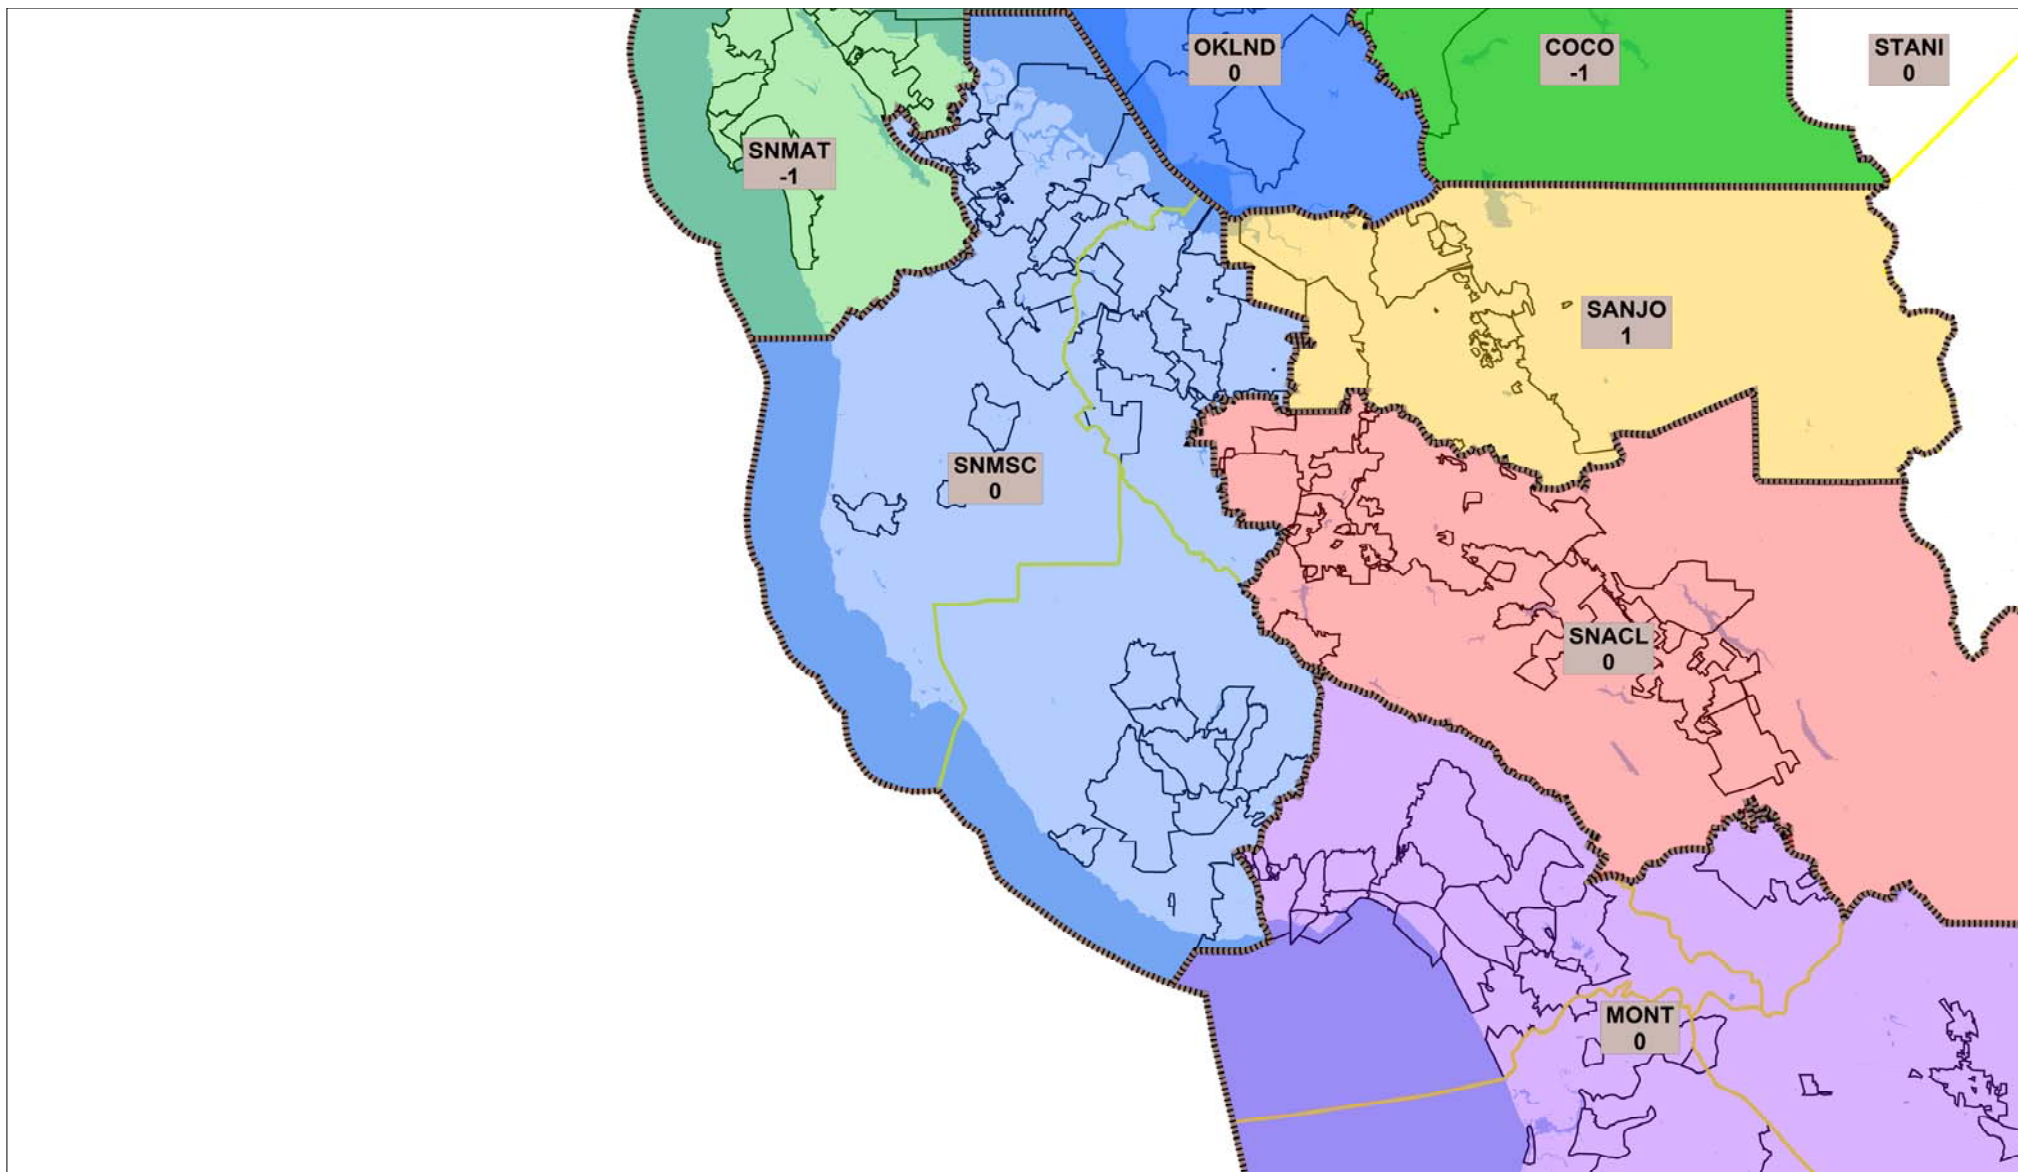 OKLND
0
COCO
-1
STANI
0
SNMAT
-1
SANJO
1
SNMSC
0
SNACL
0
MONT
0